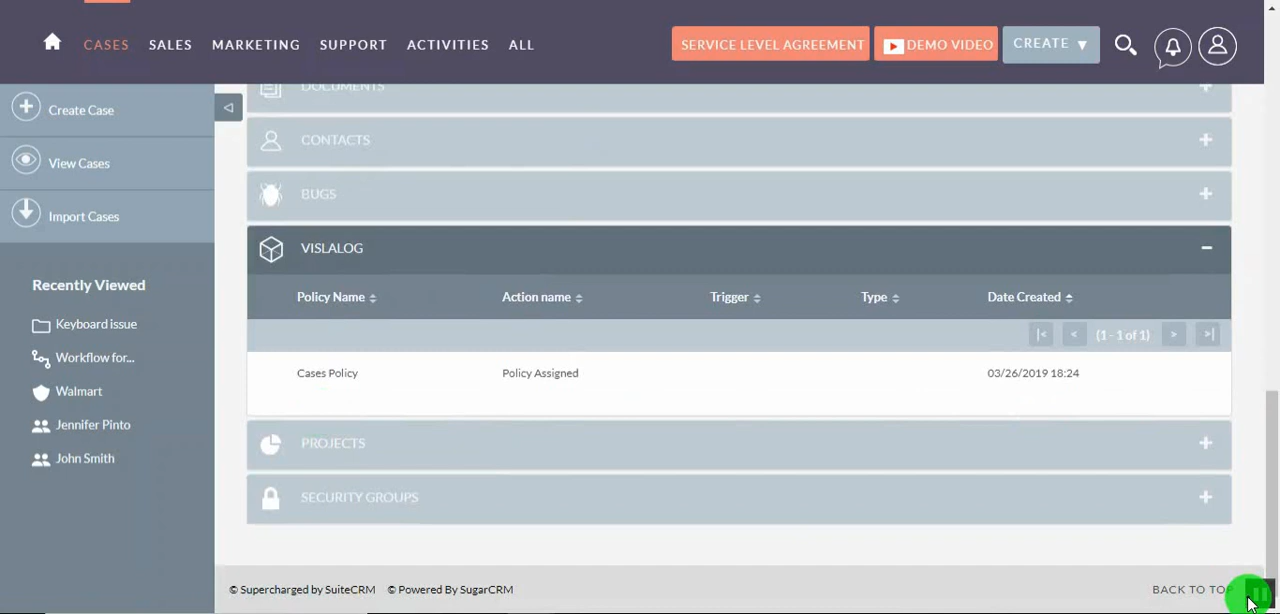 CASES SALES MARKETING SUPPORT ACTIVITIES ALL SERVICE LEVEL AGREEMENT DEMO VIDEO CREATE ▼
Create Case
View Cases
Import Cases
Recently Viewed
Keyboard issue
Workflow for...
Walmart
Jennifer Pinto
John Smith
DOCUMENTS +
CONTACTS +
BUGS +
VISLALOG −
Policy Name Action name Trigger Type Date Created
|< < (1 - 1 of 1) > >|
Cases Policy Policy Assigned 03/26/2019 18:24
PROJECTS +
SECURITY GROUPS +
© Supercharged by SuiteCRM © Powered By SugarCRM BACK TO TOP